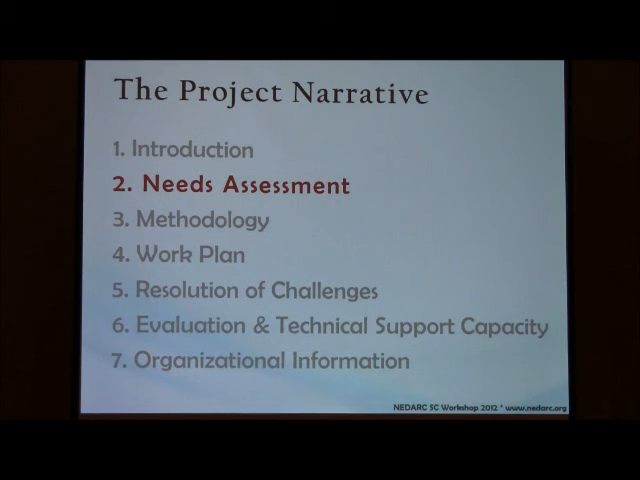 The Project Narrative
1. Introduction
2. Needs Assessment
3. Methodology
4. Work Plan
5. Resolution of Challenges
6. Evaluation & Technical Support Capacity
7. Organizational Information
NEDARC SC Workshop 2012 * www.nedarc.org